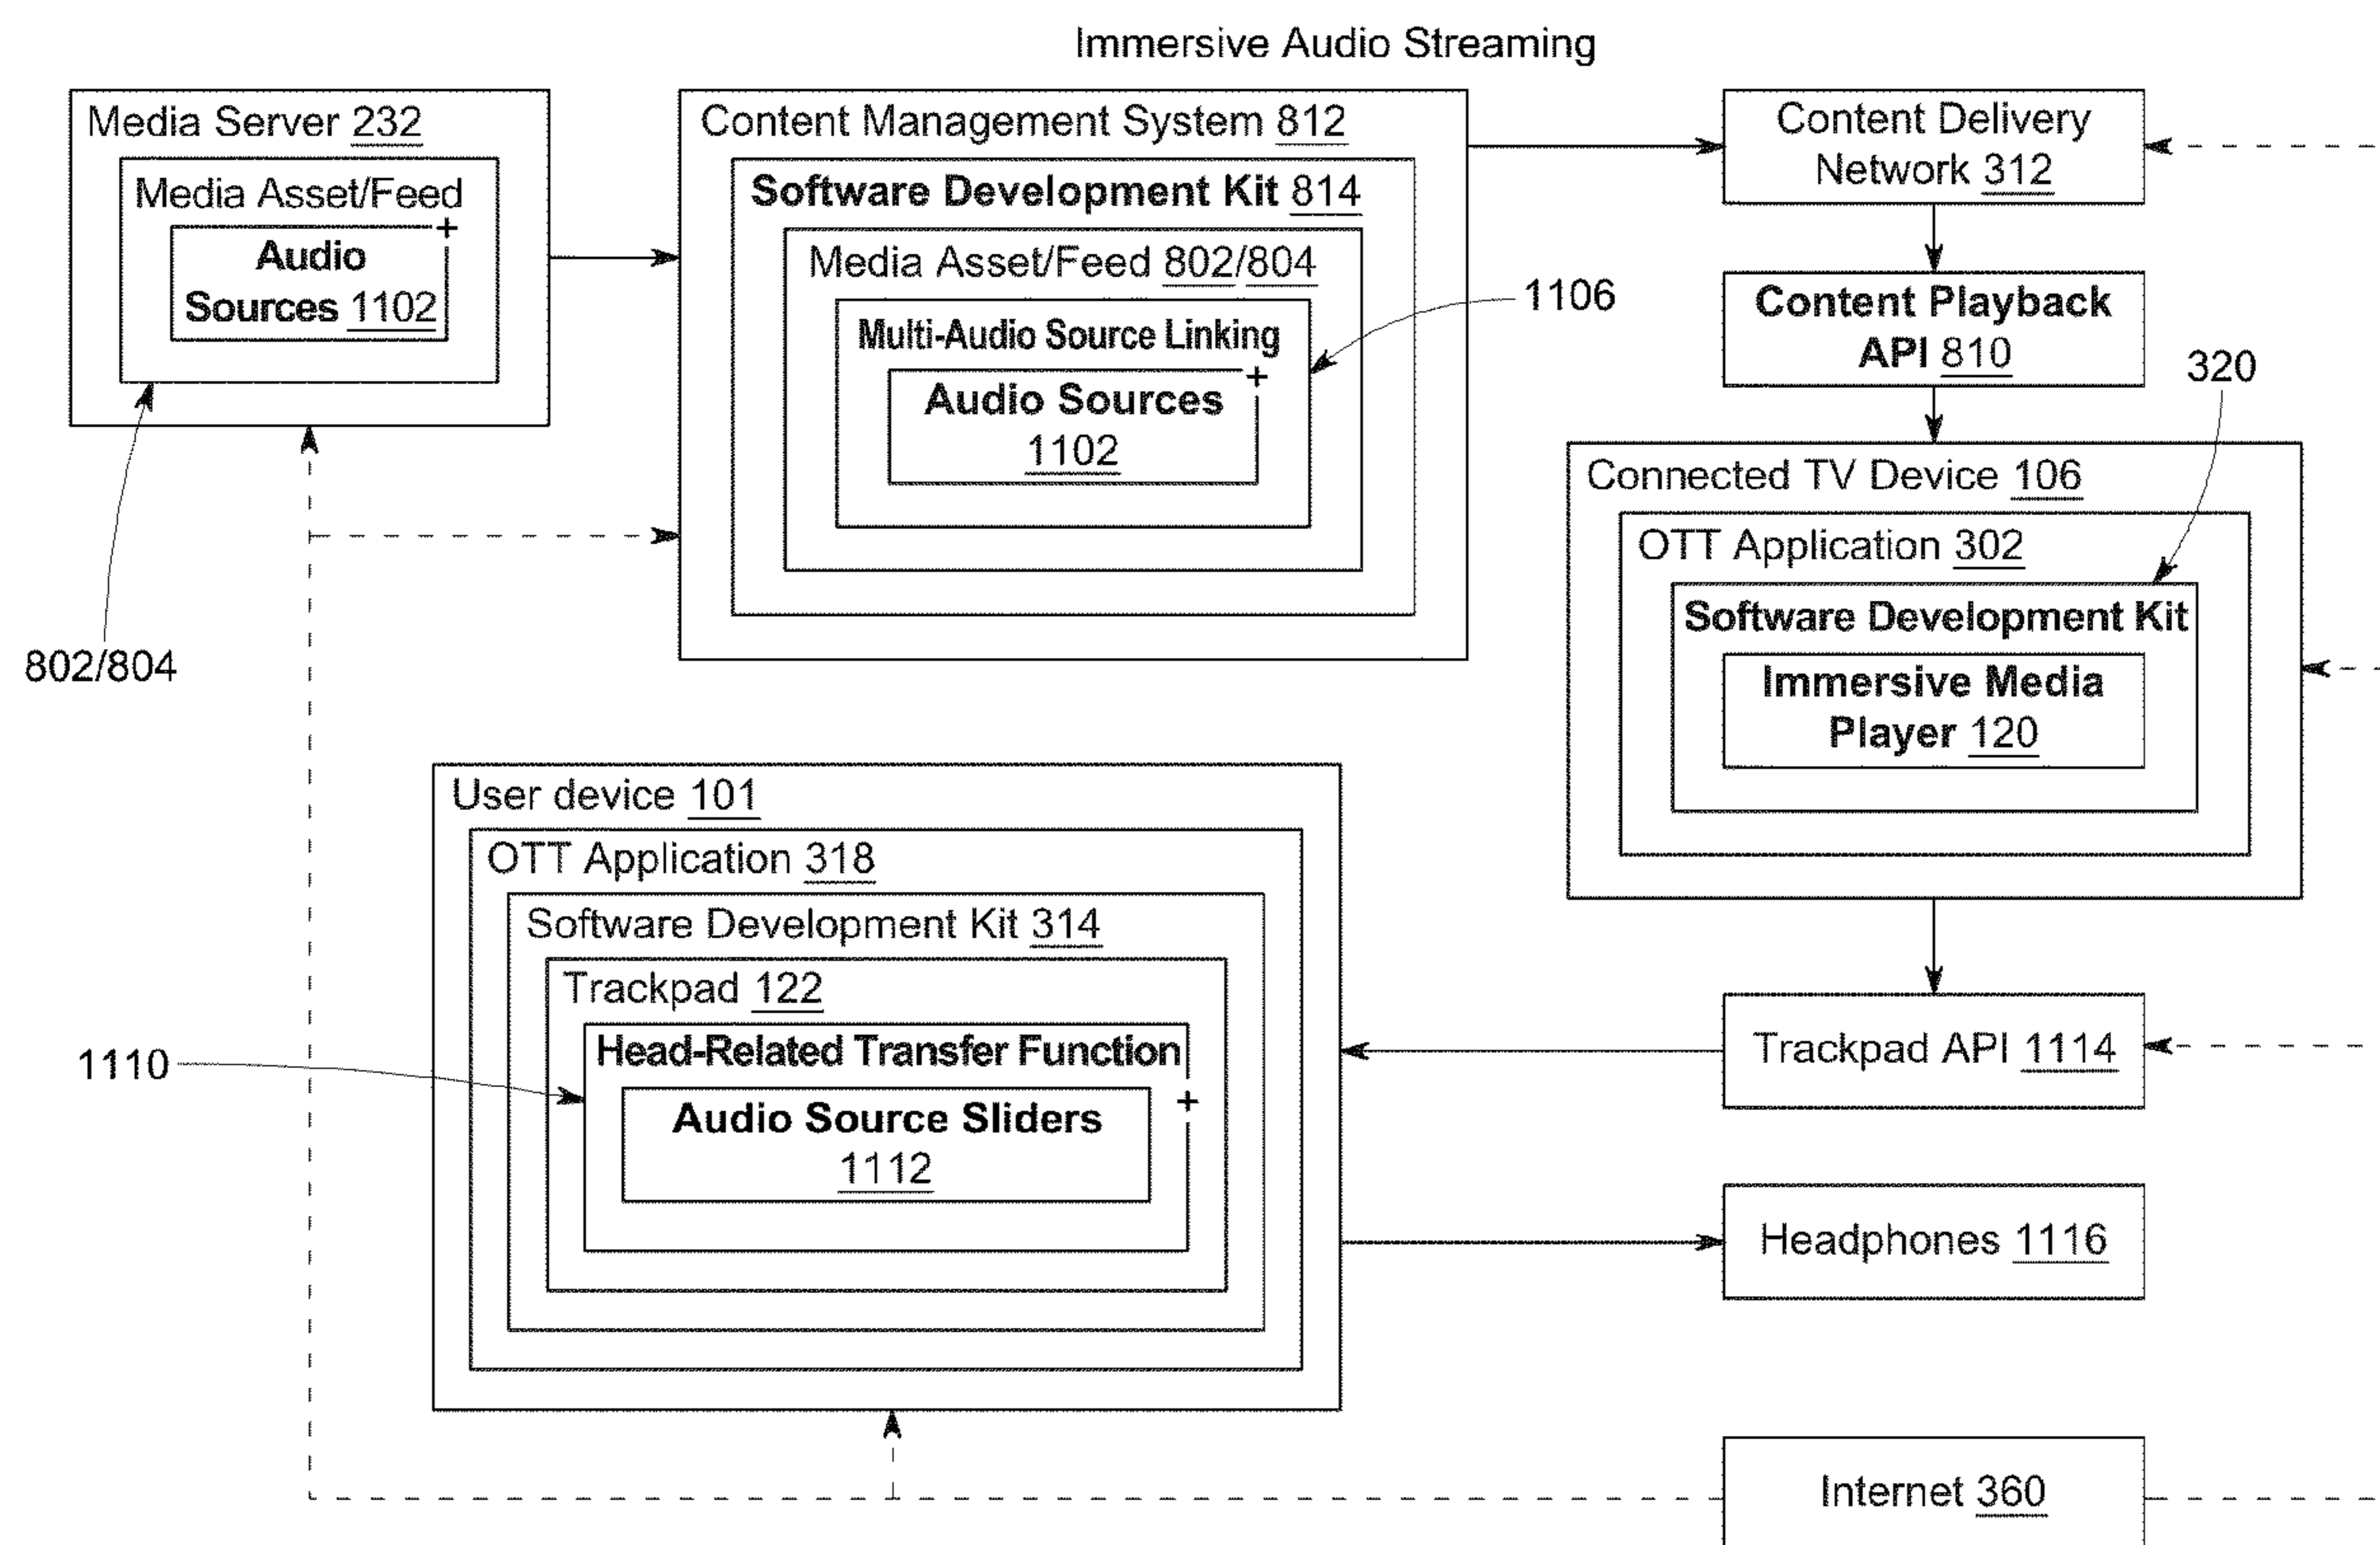 Immersive Audio Streaming
Media Server 232
Media Asset/Feed
+
Audio
Sources 1102
802/804
Content Management System 812
Software Development Kit 814
Media Asset/Feed 802/804
Multi-Audio Source Linking
+
Audio Sources
1102
1106
Content Delivery
Network 312
Content Playback
API 810
320
Connected TV Device 106
OTT Application 302
Software Development Kit
Immersive Media
Player 120
User device 101
OTT Application 318
Software Development Kit 314
Trackpad 122
Head-Related Transfer Function
+
Audio Source Sliders
1112
1110
Trackpad API 1114
Headphones 1116
Internet 360